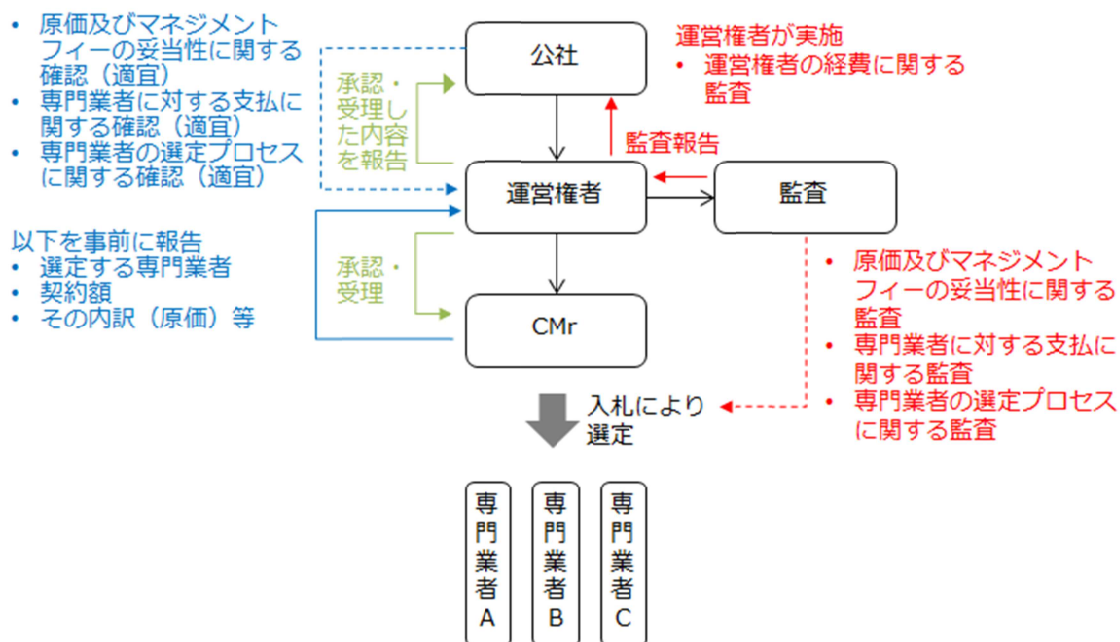 • 原価及びマネジメント
フィーの妥当性に関する
確認（適宜）
• 専門業者に対する支払に
関する確認（適宜）
• 専門業者の選定プロセス
に関する確認（適宜）
公社
運営権者が実施
• 運営権者の経費に関する
監査
承認・
受理し
た内容
を報告
監査報告
運営権者
監査
以下を事前に報告
• 選定する専門業者
• 契約額
• その内訳（原価）等
承認・
受理
CMr
• 原価及びマネジメント
フィーの妥当性に関する
監査
• 専門業者に対する支払に
関する監査
• 専門業者の選定プロセス
に関する監査
入札により
選定
専門業者A
専門業者B
専門業者C